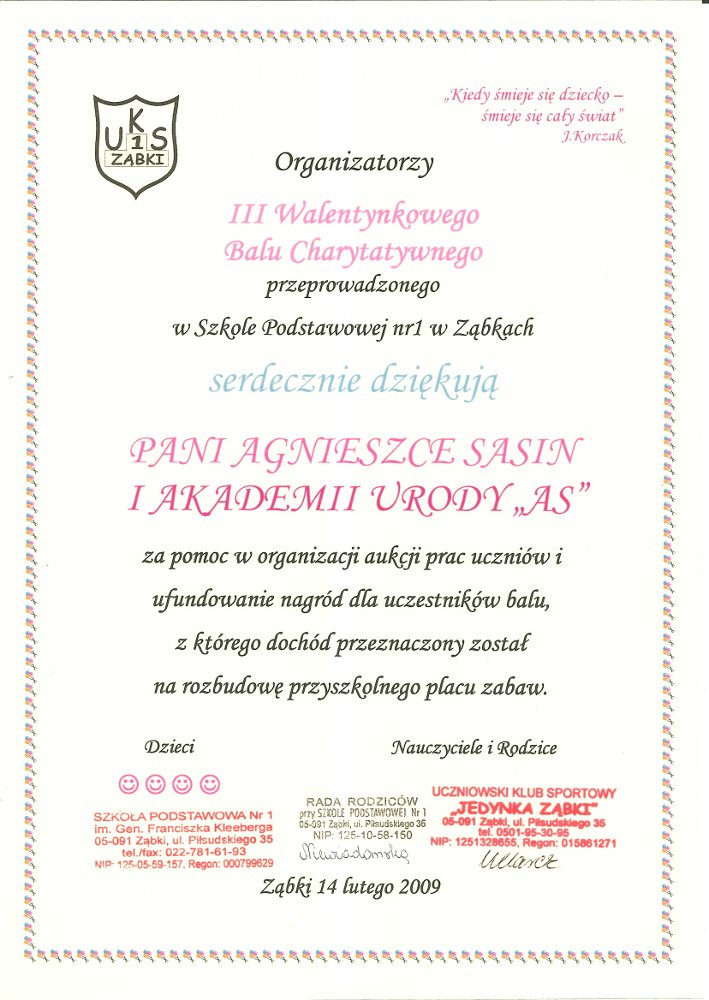 „Kiedy śmieje się dziecko –
śmieje się cały świat”
J.Korczak
U K S
1
ZĄBKI
Organizatorzy
III Walentynkowego
Balu Charytatywnego
przeprowadzonego
w Szkole Podstawowej nr1 w Ząbkach
serdecznie dziękują
PANI AGNIESZCE SASIN
I AKADEMII URODY „AS”
za pomoc w organizacji aukcji prac uczniów i
ufundowanie nagród dla uczestników balu,
z którego dochód przeznaczony został
na rozbudowę przyszkolnego placu zabaw.
Dzieci
Nauczyciele i Rodzice
SZKOŁA PODSTAWOWA Nr 1
im. Gen. Franciszka Kleeberga
05-091 Ząbki, ul. Piłsudskiego 35
tel./fax: 022-781-61-93
NIP: 125-05-59-157, Regon: 000799629
RADA RODZICÓW
przy SZKOLE PODSTAWOWEJ Nr 1
05-091 Ząbki, ul. Piłsudskiego 35
NIP: 125-10-58-150
Niewiadomska
UCZNIOWSKI KLUB SPORTOWY
„JEDYNKA ZĄBKI"
05-091 Ząbki, ul. Piłsudskiego 35
tel. 0501-95-30-95
NIP: 1251328655, Regon: 015861271
Ząbki 14 lutego 2009